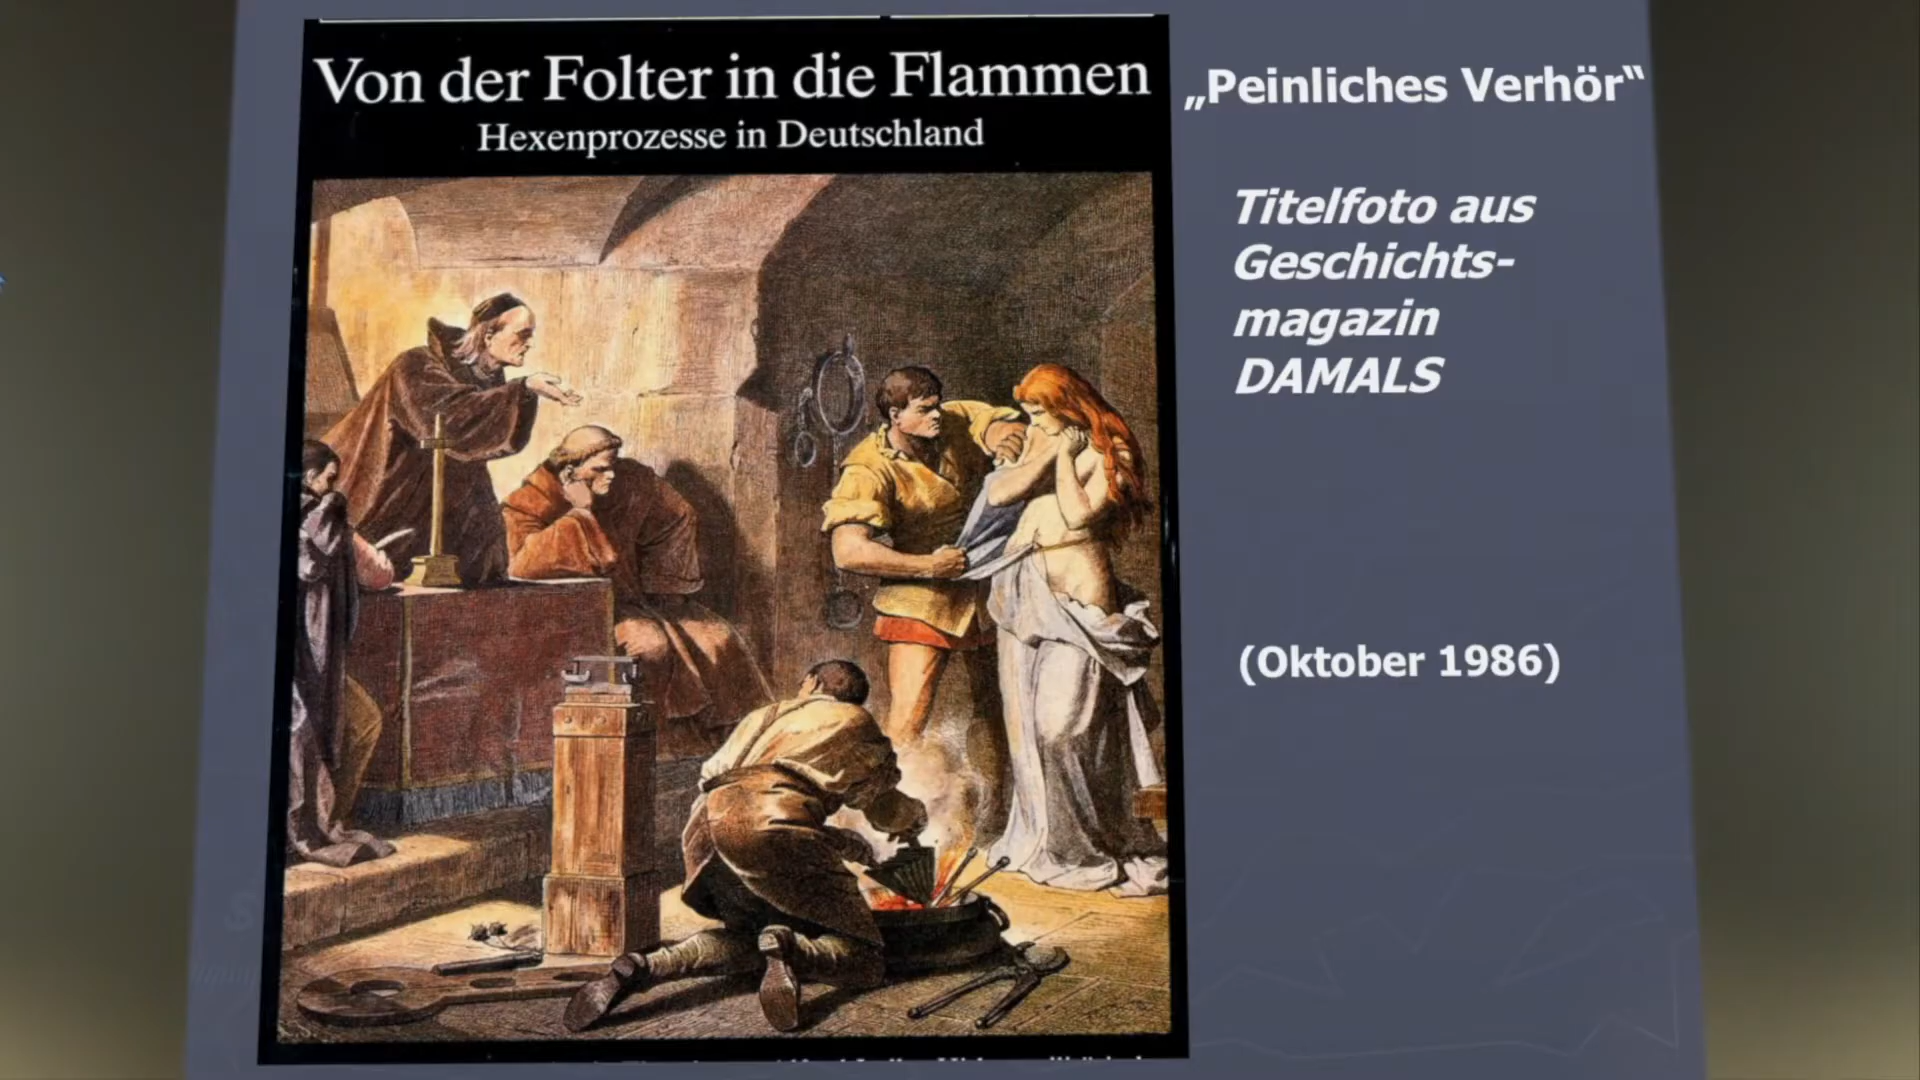 Von der Folter in die Flammen
Hexenprozesse in Deutschland
„Peinliches Verhör“
Titelfoto aus
Geschichts-
magazin
DAMALS
(Oktober 1986)